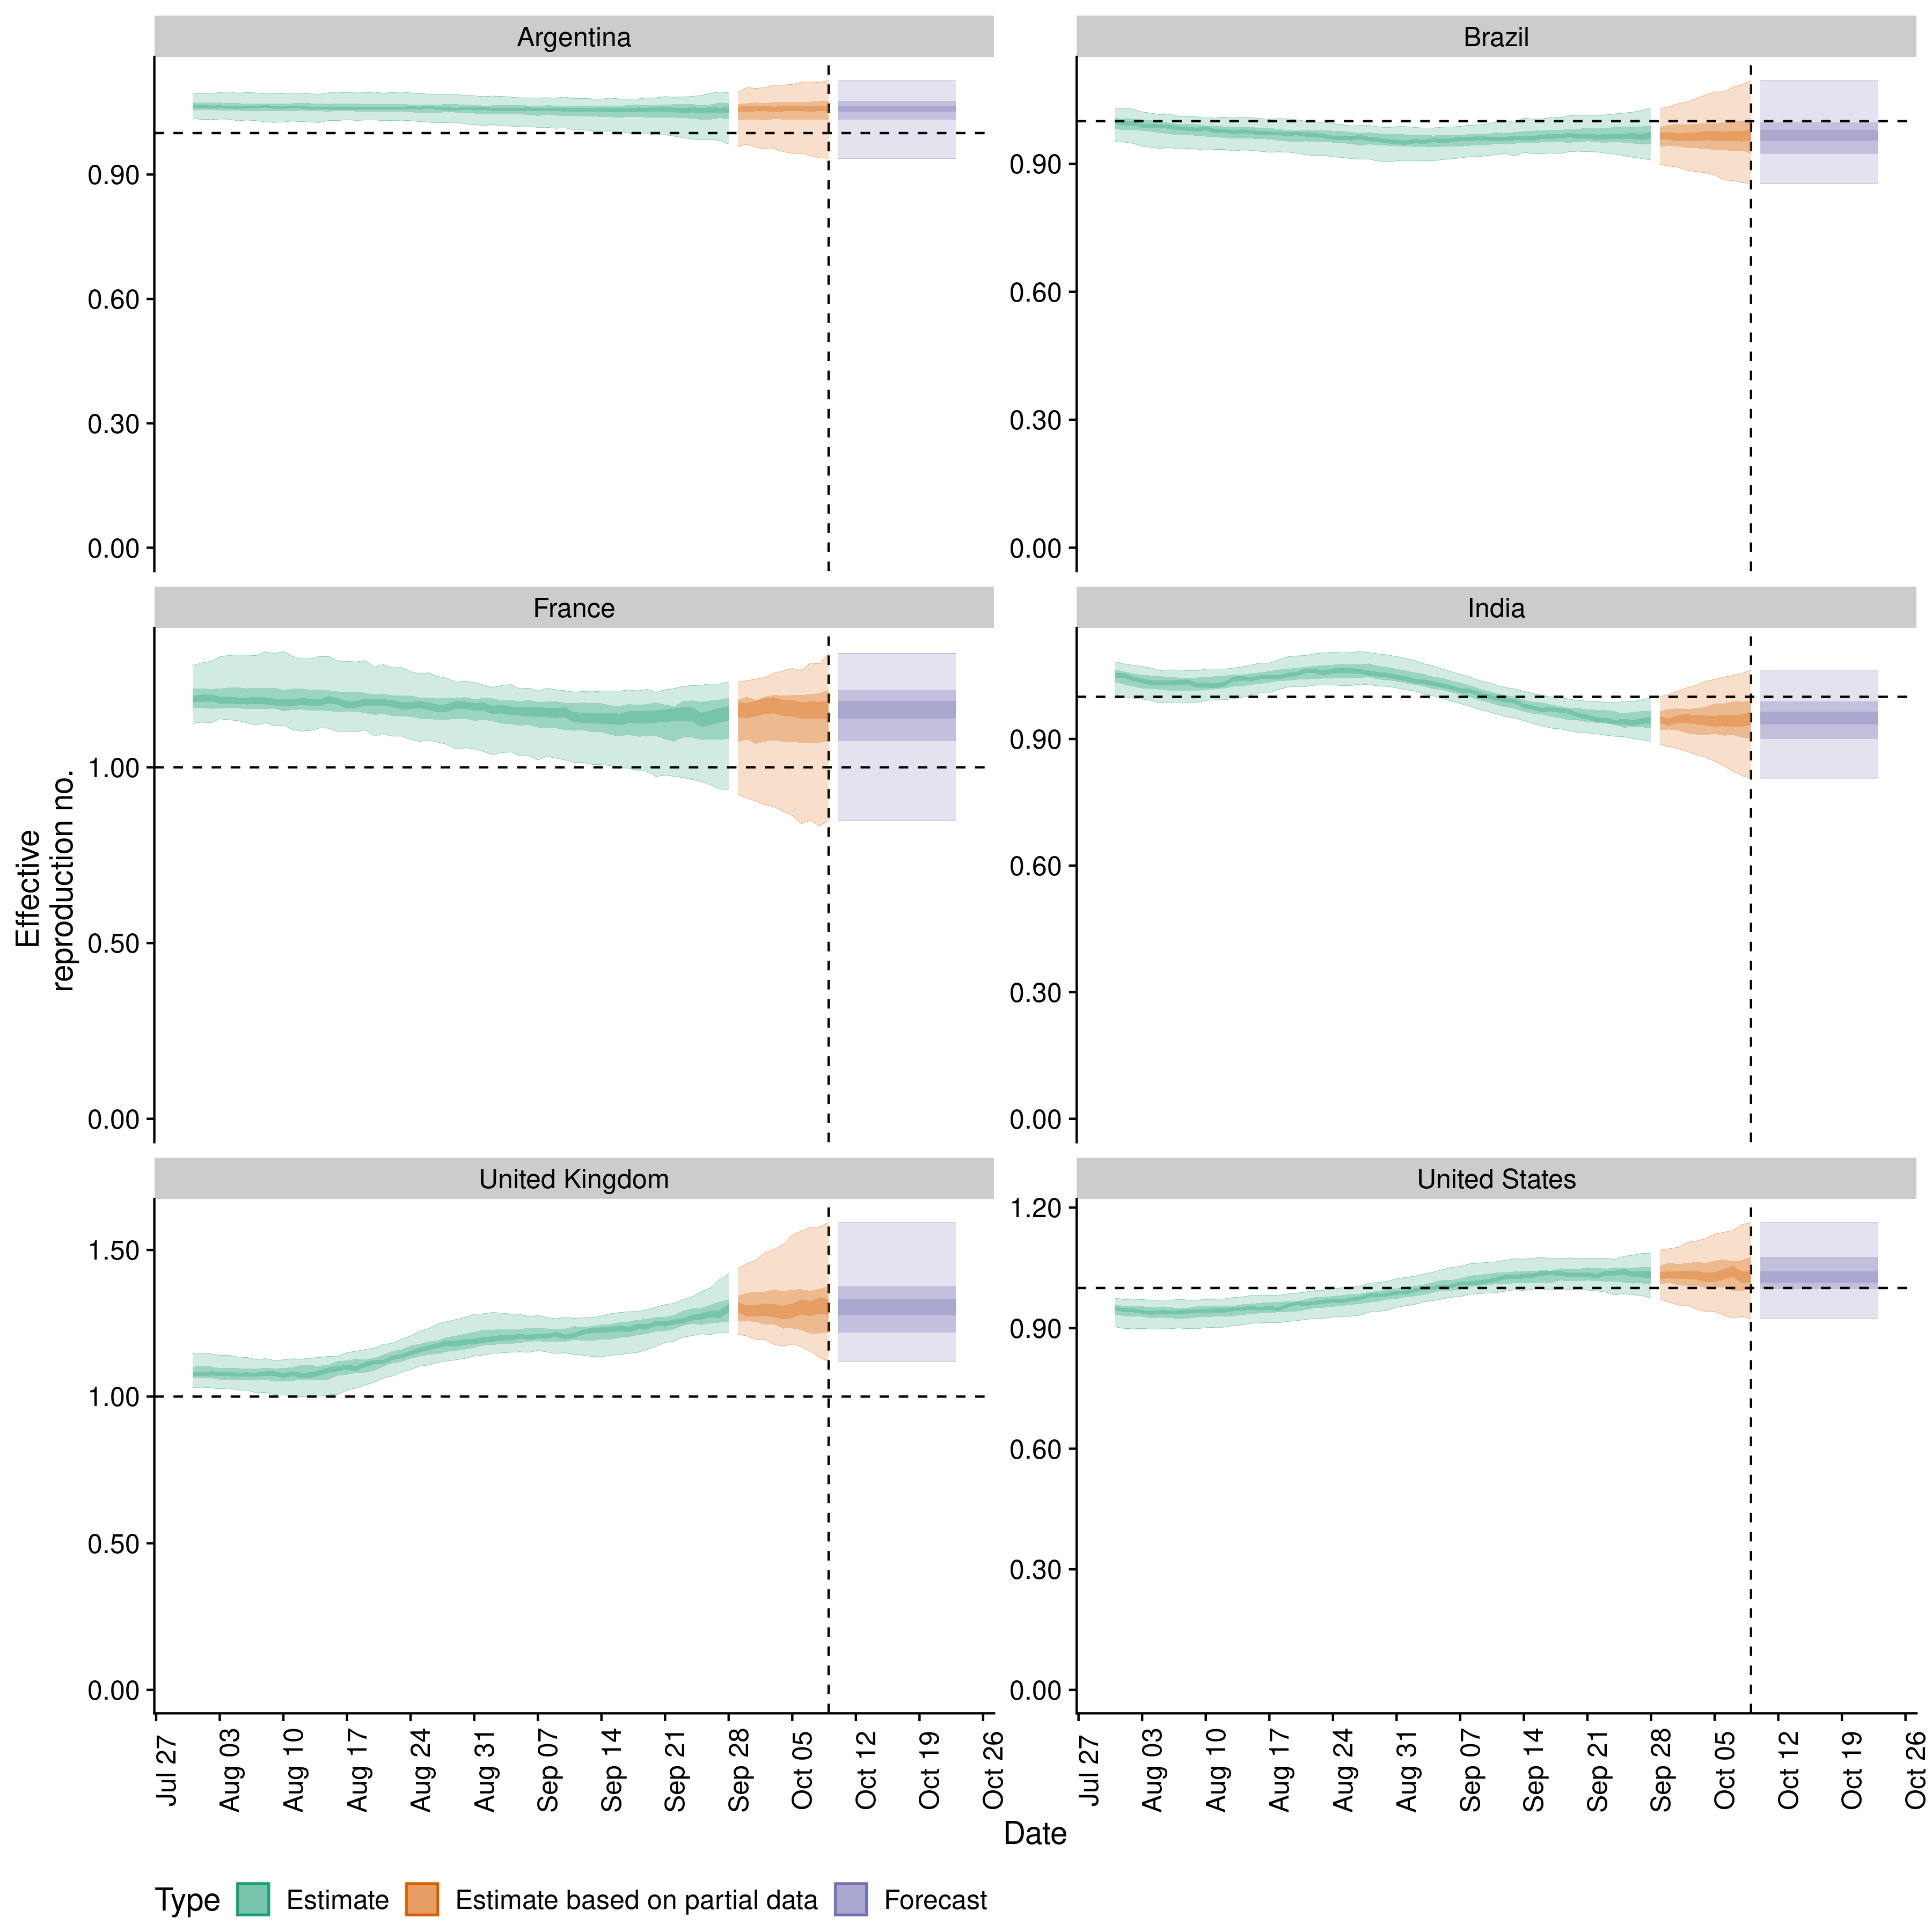 Argentina
Brazil
0.90
0.60
0.30
0.00
0.90
0.60
0.30
0.00
France
India
1.00
0.50
0.00
0.90
0.60
0.30
0.00
Effective
reproduction no.
United Kingdom
United States
1.50
1.00
0.50
0.00
1.20
0.90
0.60
0.30
0.00
Jul 27
Aug 03
Aug 10
Aug 17
Aug 24
Aug 31
Sep 07
Sep 14
Sep 21
Sep 28
Oct 05
Oct 12
Oct 19
Oct 26
Jul 27
Aug 03
Aug 10
Aug 17
Aug 24
Aug 31
Sep 07
Sep 14
Sep 21
Sep 28
Oct 05
Oct 12
Oct 19
Oct 26
Date
Type Estimate Estimate based on partial data Forecast